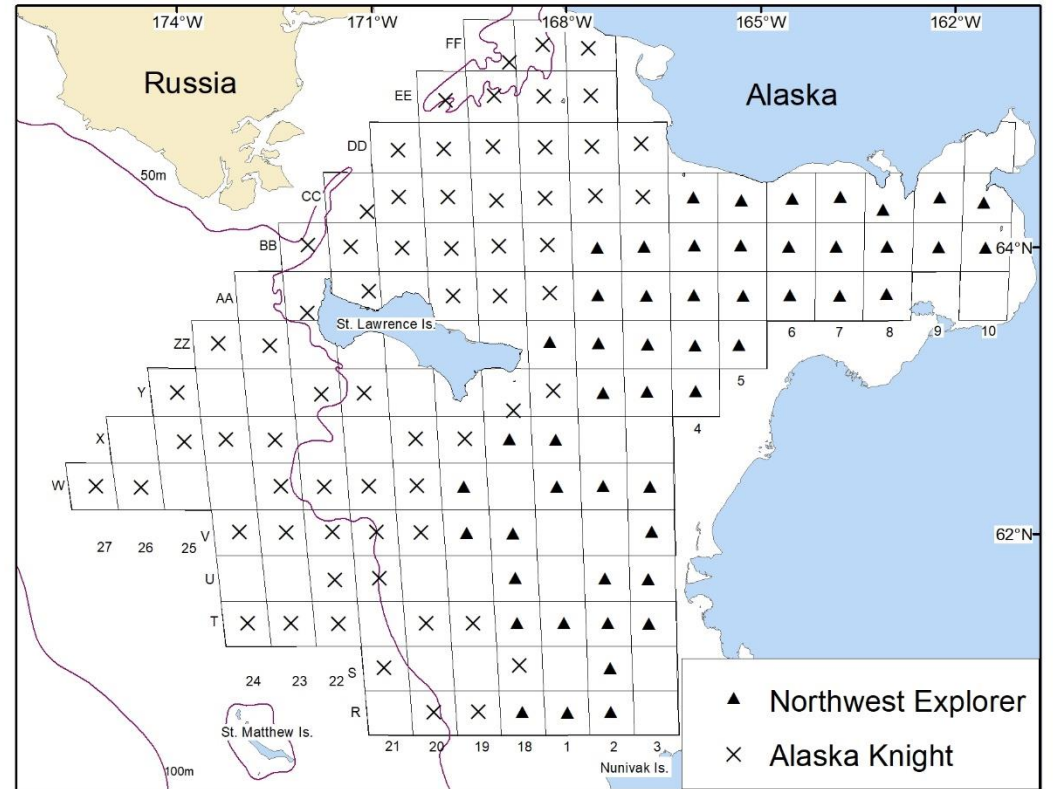 174°W 171°W 168°W 165°W 162°W
FF
Russia
Alaska
EE
DD
50m
CC
BB
64°N
AA
St. Lawrence Is.
6 7 8 9 10
ZZ
5
Y
4
X
W
62°N
27 26 25 V
U
T
24 23 22 S
Northwest Explorer
R
St. Matthew Is.
21 20 19 18 1 2 3
Alaska Knight
Nunivak Is.
100m